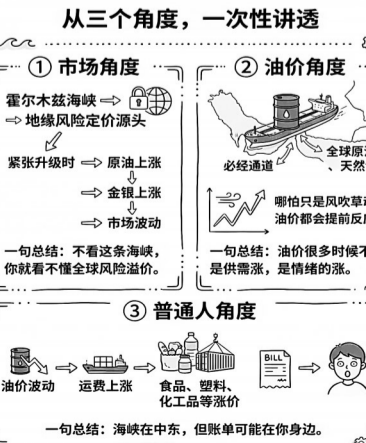 从三个角度，一次性讲透
① 市场角度
霍尔木兹海峡
地缘风险定价源头
紧张升级时
原油上涨
金银上涨
市场波动
一句总结：不看这条海峡，
你就看不懂全球风险溢价。
② 油价角度
必经通道
全球原
、天然
哪怕只是风吹草
油价都会提前反
一句总结：油价很多时候不
是供需涨，是情绪的涨。
③ 普通人角度
油价波动
运费上涨
食品、塑料、
化工品等涨价
BILL
一句总结：海峡在中东，但账单可能在你身边。